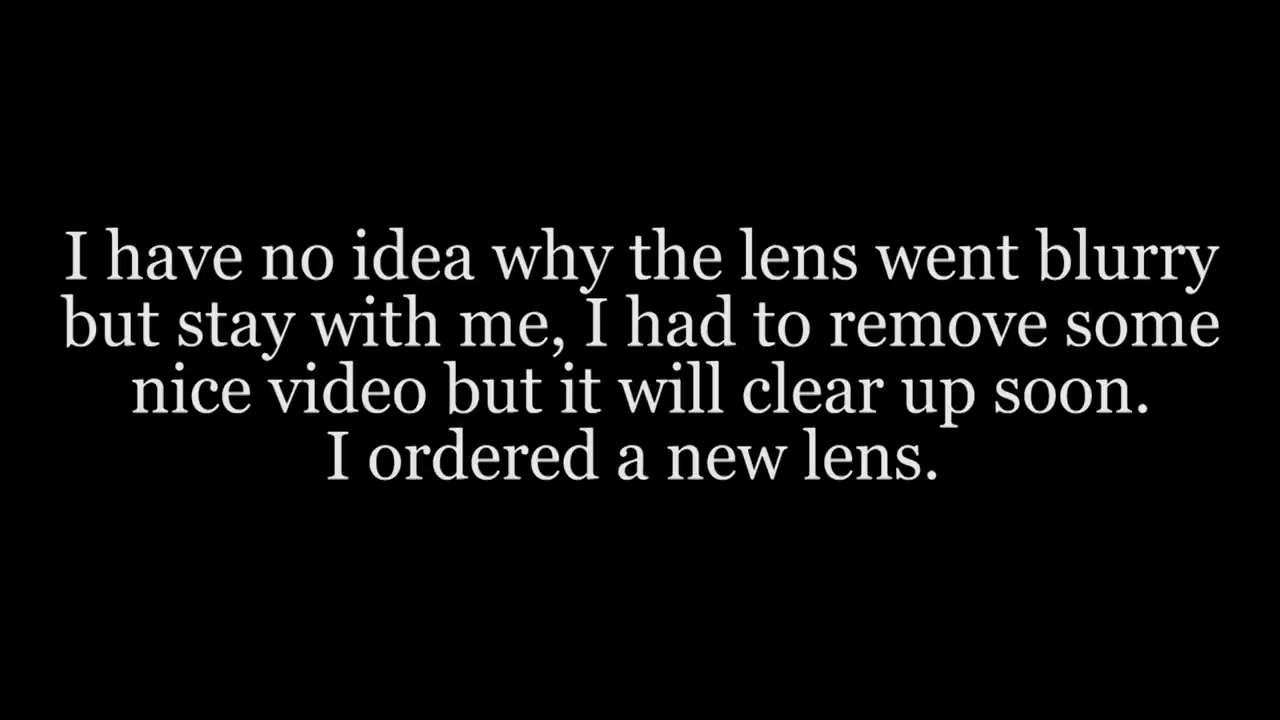 I have no idea why the lens went blurry
but stay with me, I had to remove some
nice video but it will clear up soon.
I ordered a new lens.